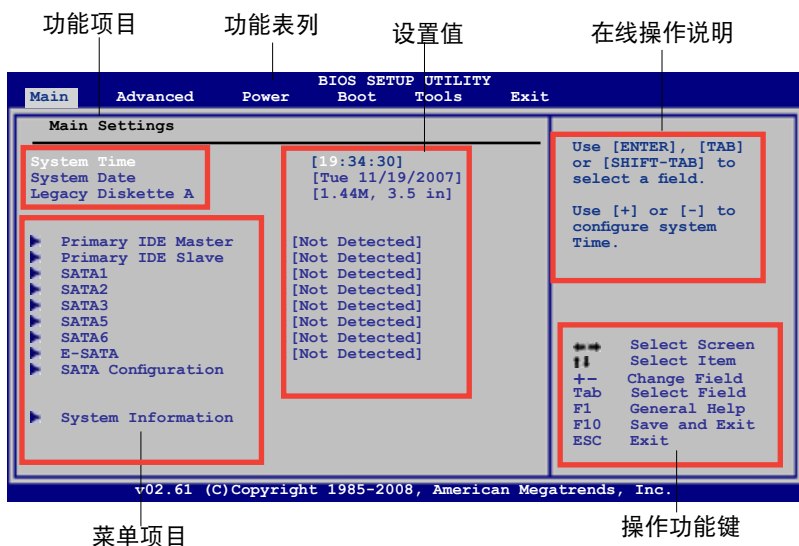 功能项目 功能表列 设置值 在线操作说明
BIOS SETUP UTILITY
Main Advanced Power Boot Tools Exit
Main Settings
System Time [19:34:30]
System Date [Tue 11/19/2007]
Legacy Diskette A [1.44M, 3.5 in]
Primary IDE Master [Not Detected]
Primary IDE Slave [Not Detected]
SATA1 [Not Detected]
SATA2 [Not Detected]
SATA3 [Not Detected]
SATA5 [Not Detected]
SATA6 [Not Detected]
E-SATA [Not Detected]
SATA Configuration
System Information
Use [ENTER], [TAB]
or [SHIFT-TAB] to
select a field.
Use [+] or [-] to
configure system
Time.
←→ Select Screen
↑↓ Select Item
+- Change Field
Tab Select Field
F1 General Help
F10 Save and Exit
ESC Exit
v02.61 (C)Copyright 1985-2008, American Megatrends, Inc.
菜单项目 操作功能键